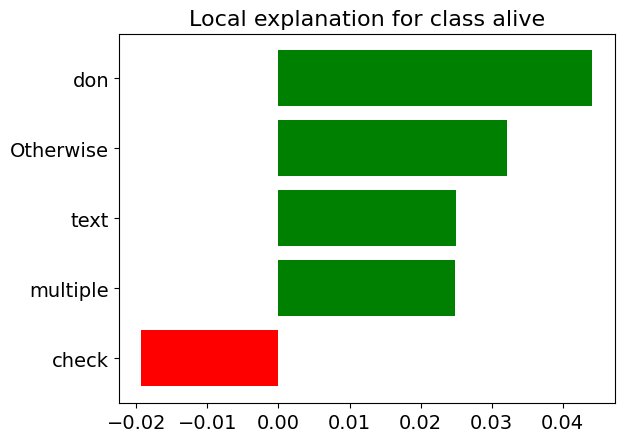 Local explanation for class alive
don
Otherwise
text
multiple
check
−0.02 −0.01 0.00 0.01 0.02 0.03 0.04